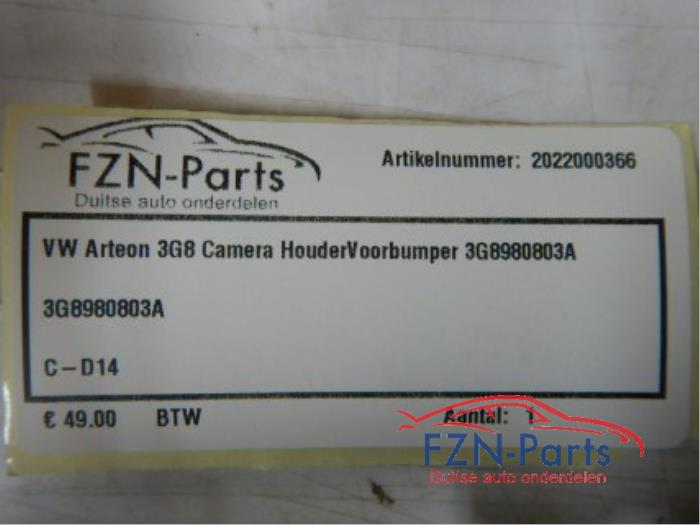 FZN-Parts
Duitse auto onderdelen
Artikelnummer: 2022000366
VW Arteon 3G8 Camera HouderVoorbumper 3G8980803A
3G8980803A
C-D14
€ 49.00 BTW Aantal: 1
FZN-Parts
Duitse auto onderdelen